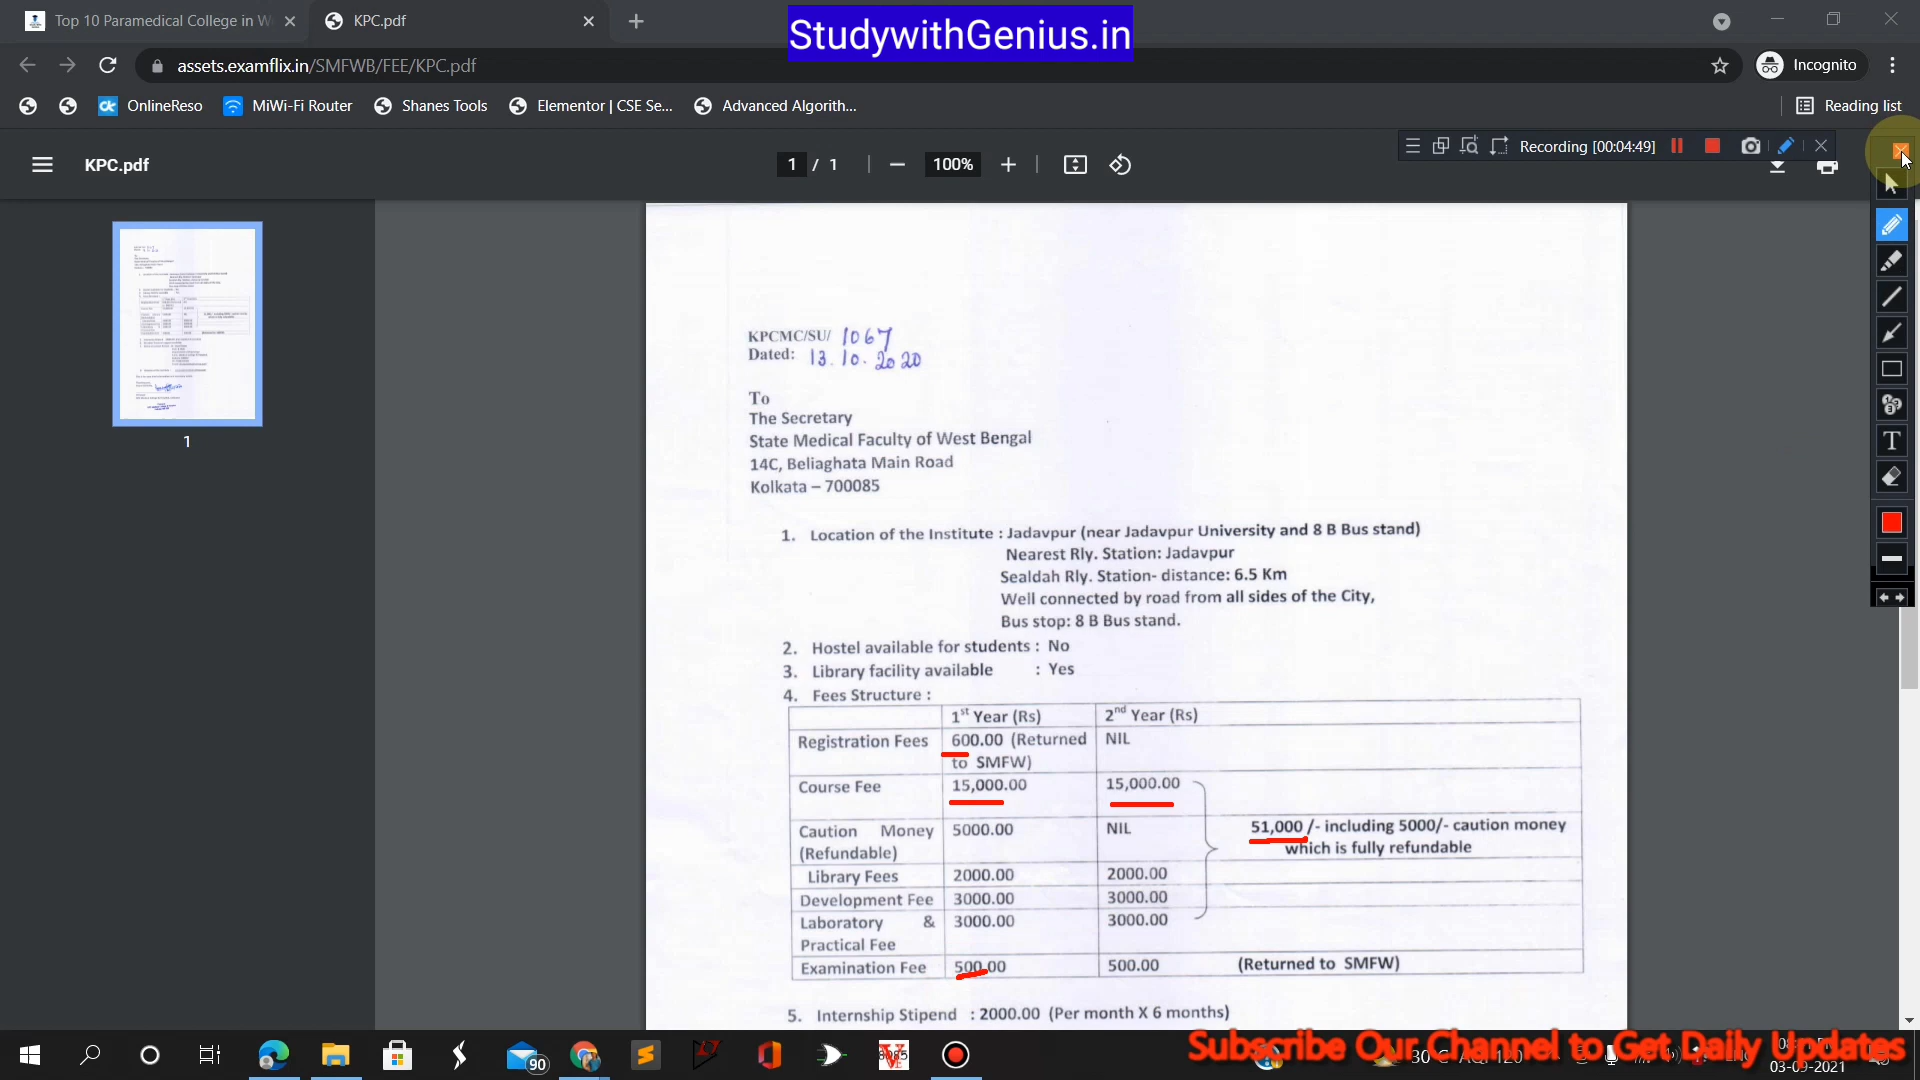 Top 10 Paramedical College in W
KPC.pdf
StudywithGenius.in
assets.examflix.in/SMFWB/FEE/KPC.pdf
Incognito
OnlineReso
MiWi-Fi Router
Shanes Tools
Elementor | CSE Se...
Advanced Algorith...
Reading list
KPC.pdf
1 / 1
100%
Recording [00:04:49]
1
KPCMC/SU/ 1067
Dated: 13.10.2020
To
The Secretary
State Medical Faculty of West Bengal
14C, Beliaghata Main Road
Kolkata – 700085
1. Location of the Institute : Jadavpur (near Jadavpur University and 8 B Bus stand)
Nearest Rly. Station: Jadavpur
Sealdah Rly. Station- distance: 6.5 Km
Well connected by road from all sides of the City,
Bus stop: 8 B Bus stand.
2. Hostel available for students : No
3. Library facility available : Yes
4. Fees Structure :
1st Year (Rs) 2nd Year (Rs)
Registration Fees 600.00 (Returned NIL
to SMFW)
Course Fee 15,000.00 15,000.00
Caution Money 5000.00 NIL 51,000 /- including 5000/- caution money
(Refundable) which is fully refundable
Library Fees 2000.00 2000.00
Development Fee 3000.00 3000.00
Laboratory & 3000.00 3000.00
Practical Fee
Examination Fee 500.00 500.00 (Returned to SMFW)
5. Internship Stipend : 2000.00 (Per month X 6 months)
Subscribe Our Channel to Get Daily Updates
90
30°C AQI 120
03-09-2021